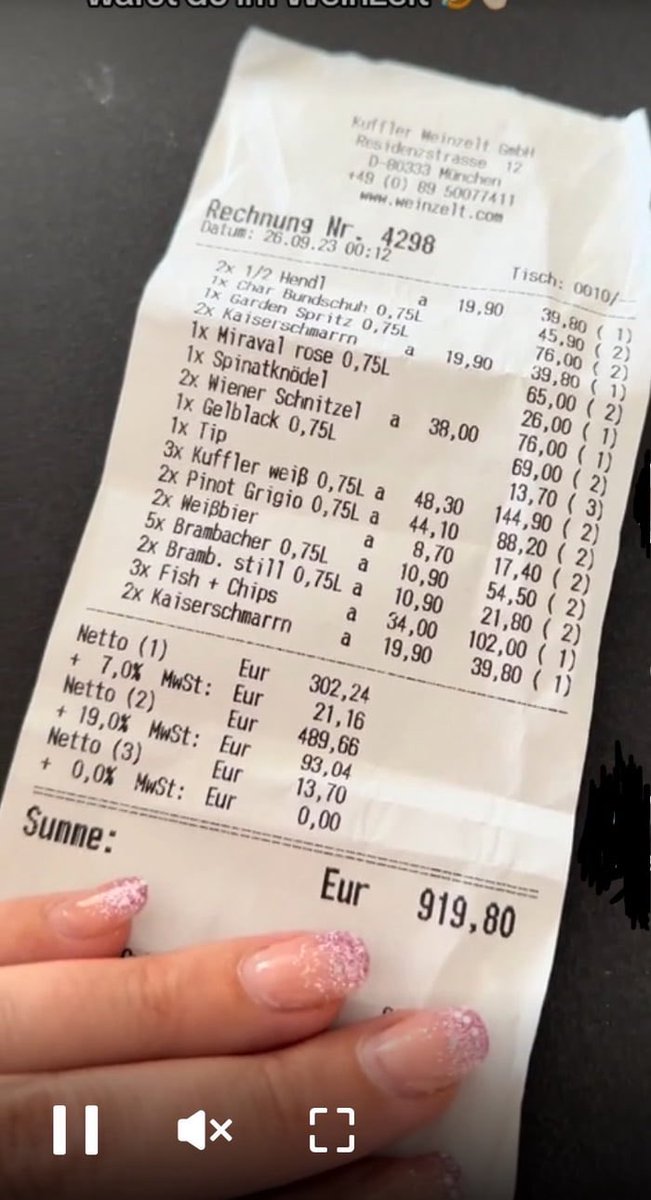 warst du im Weinzelt
Kuffler Weinzelt GmbH
Residenzstrasse 12
D-80333 München
+49 (0) 89 50077411
www.weinzelt.com
Rechnung Nr. 4298
Datum: 26.09.23 00:12
Tisch: 0010/--
2x 1/2 Hendl a 19,90 39,80 ( 1)
1x Char Bundschuh 0,75L 45,90 ( 2)
1x Garden Spritz 0,75L 76,00 ( 2)
2x Kaiserschmarrn a 19,90 39,80 ( 1)
1x Miraval rose 0,75L 65,00 ( 2)
1x Spinatknödel 26,00 ( 1)
2x Wiener Schnitzel a 38,00 76,00 ( 1)
1x Gelblack 0,75L 69,00 ( 2)
1x Tip 13,70 ( 3)
3x Kuffler weiß 0,75L a 48,30 144,90 ( 2)
2x Pinot Grigio 0,75L a 44,10 88,20 ( 2)
2x Weißbier a 8,70 17,40 ( 2)
5x Brambacher 0,75L a 10,90 54,50 ( 2)
2x Bramb. still 0,75L a 10,90 21,80 ( 2)
3x Fish + Chips a 34,00 102,00 ( 1)
2x Kaiserschmarrn a 19,90 39,80 ( 1)
Netto (1) Eur 302,24
+ 7,0% MwSt: Eur 21,16
Netto (2) Eur 489,66
+ 19,0% MwSt: Eur 93,04
Netto (3) Eur 13,70
+ 0,0% MwSt: Eur 0,00
Summe: Eur 919,80